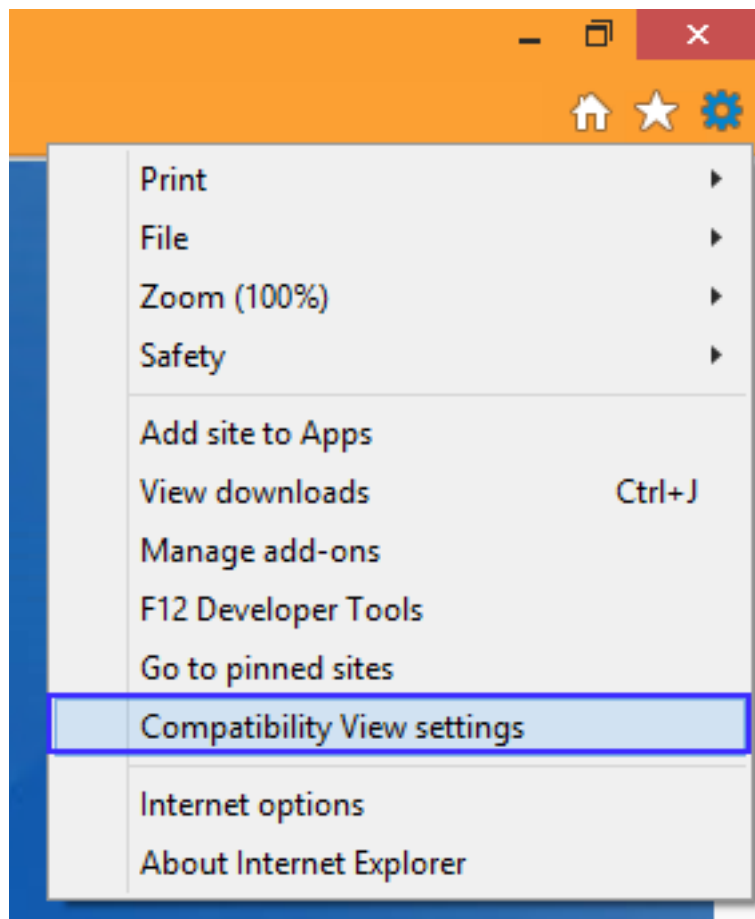 Print
File
Zoom (100%)
Safety
Add site to Apps
View downloads Ctrl+J
Manage add-ons
F12 Developer Tools
Go to pinned sites
Compatibility View settings
Internet options
About Internet Explorer